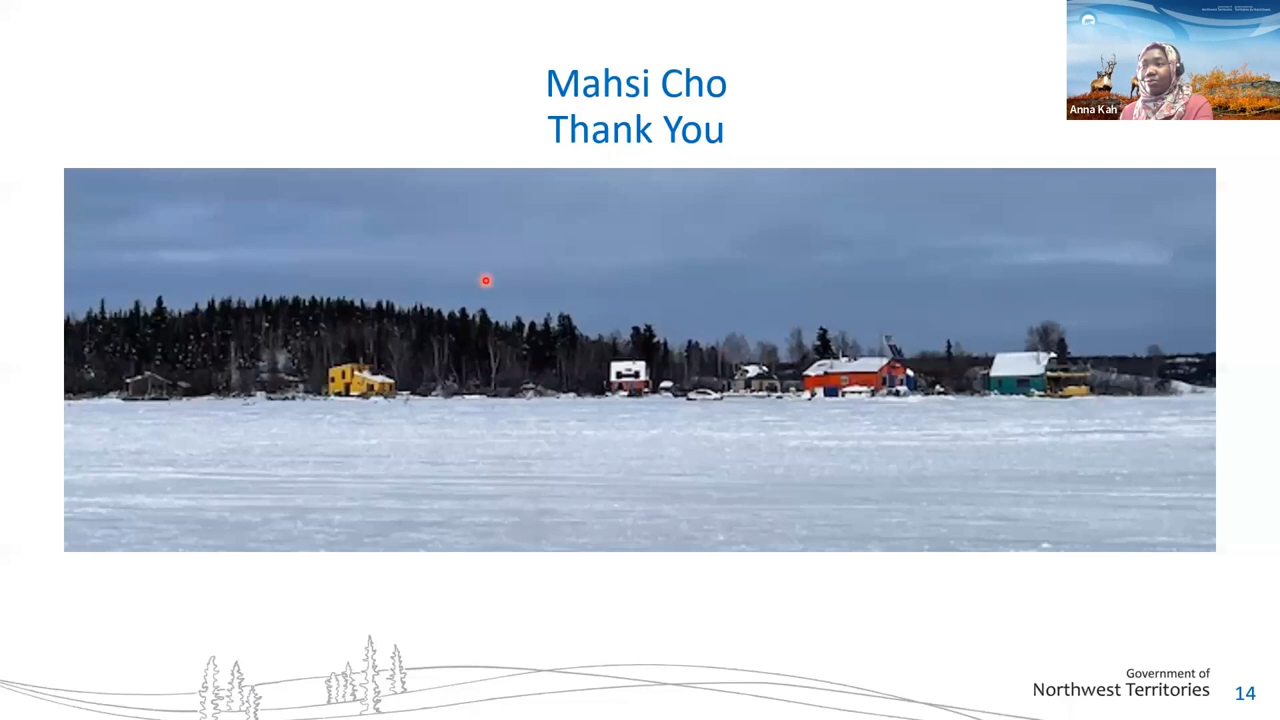 Mahsi Cho
Thank You
Anna Kah
Government of
Northwest Territories
14